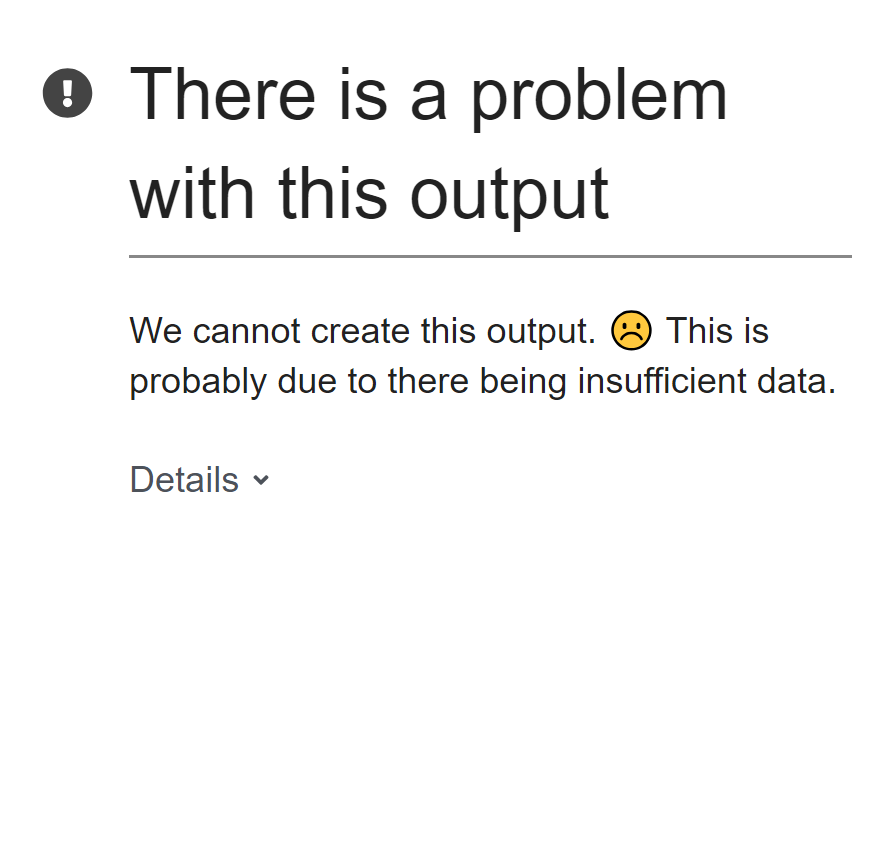 There is a problem
with this output
We cannot create this output. ☹️ This is
probably due to there being insufficient data.
Details